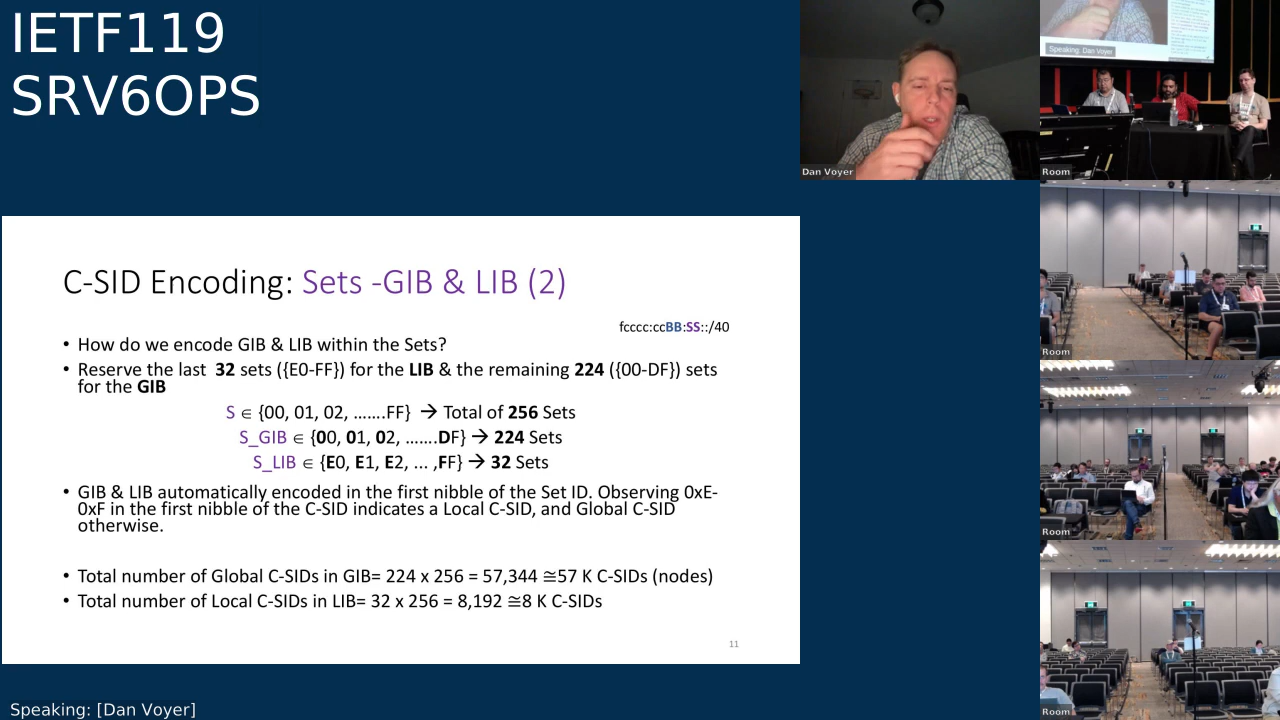 IETF119
SRV6OPS
Dan Voyer
Speaking: Dan Voyer
Room
Room
Room
Room
C-SID Encoding: Sets -GIB & LIB (2)
fcccc:ccBB:SS::/40
• How do we encode GIB & LIB within the Sets?
• Reserve the last 32 sets ({E0-FF}) for the LIB & the remaining 224 ({00-DF}) sets
for the GIB
S ∈ {00, 01, 02, …….FF} → Total of 256 Sets
S_GIB ∈ {00, 01, 02, …….DF} → 224 Sets
S_LIB ∈ {E0, E1, E2, ... ,FF} → 32 Sets
• GIB & LIB automatically encoded in the first nibble of the Set ID. Observing 0xE-
0xF in the first nibble of the C-SID indicates a Local C-SID, and Global C-SID
otherwise.
• Total number of Global C-SIDs in GIB= 224 x 256 = 57,344 ≅57 K C-SIDs (nodes)
• Total number of Local C-SIDs in LIB= 32 x 256 = 8,192 ≅8 K C-SIDs
11
Speaking: [Dan Voyer]